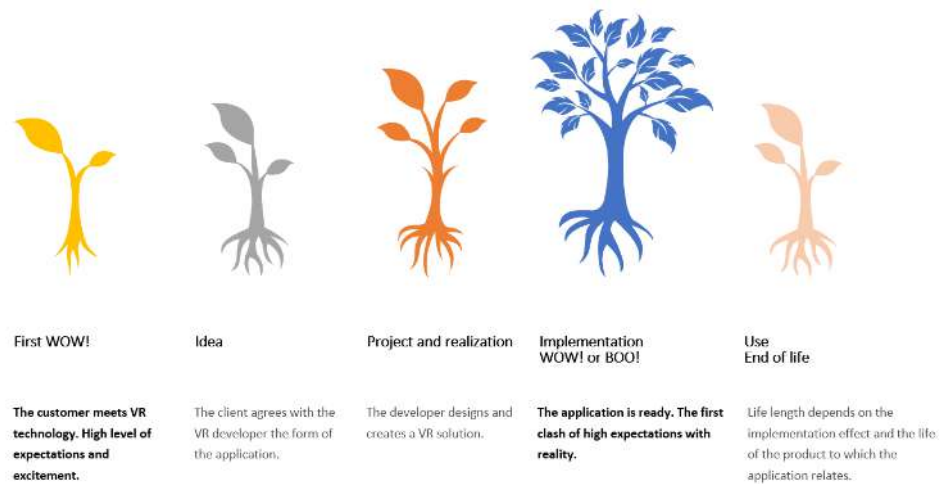 First WOW!
Idea
Project and realization
Implementation
WOW! or BOO!
Use
End of life
The customer meets VR
technology. High level of
expectations and
excitement.
The client agrees with the
VR developer the form of
the application.
The developer designs and
creates a VR solution.
The application is ready. The first
clash of high expectations with
reality.
Life length depends on the
implementation effect and the life
of the product to which the
application relates.